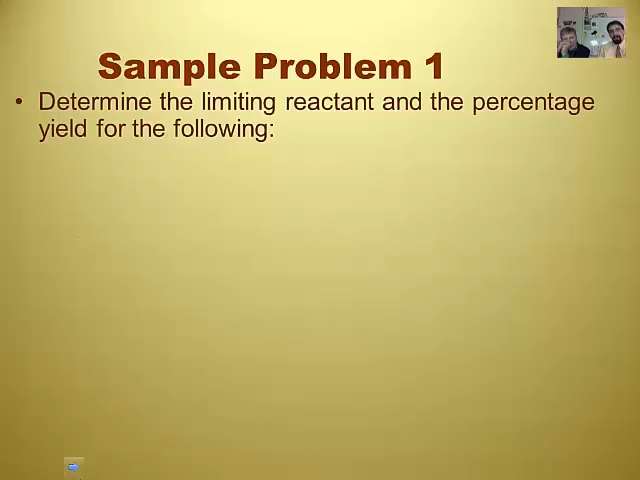 Sample Problem 1
• Determine the limiting reactant and the percentage
yield for the following: